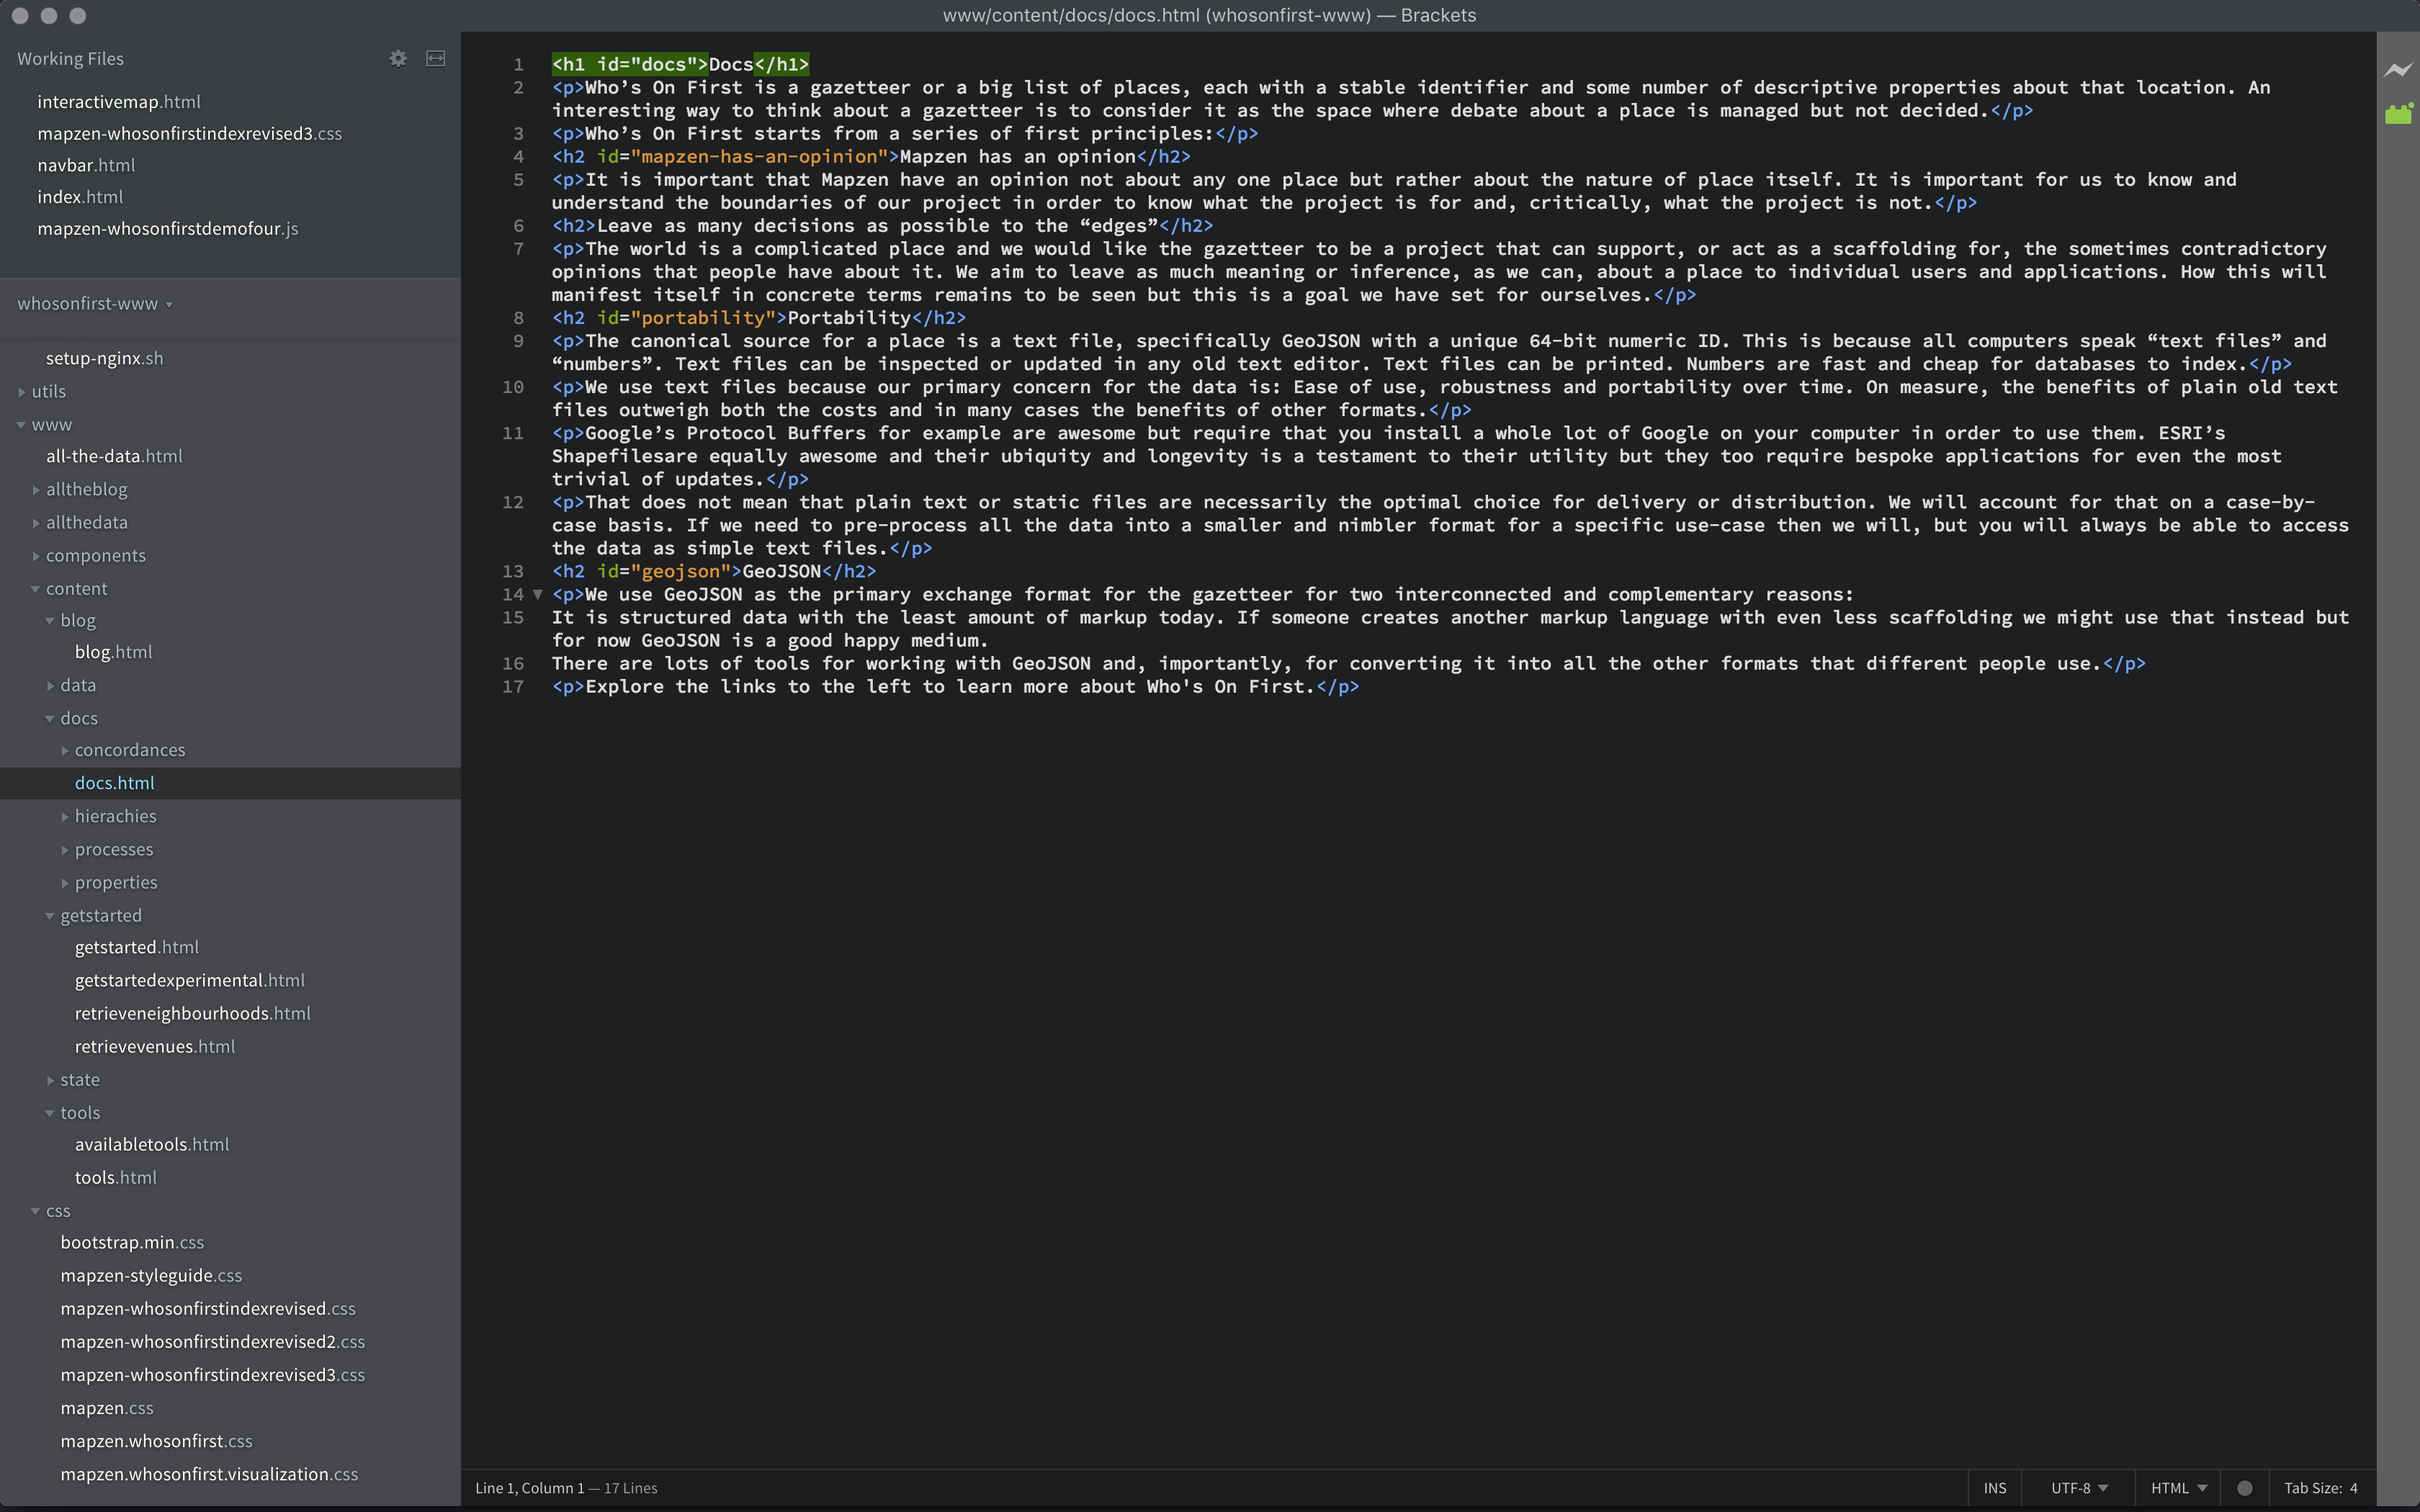 www/content/docs/docs.html (whosonfirst-www) — Brackets
Working Files
interactivemap.html
mapzen-whosonfirstindexrevised3.css
navbar.html
index.html
mapzen-whosonfirstdemofour.js
whosonfirst-www
setup-nginx.sh
utils
www
all-the-data.html
alltheblog
allthedata
components
content
blog
blog.html
data
docs
concordances
docs.html
hierachies
processes
properties
getstarted
getstarted.html
getstartedexperimental.html
retrieveneighbourhoods.html
retrievevenues.html
state
tools
availabletools.html
tools.html
css
bootstrap.min.css
mapzen-styleguide.css
mapzen-whosonfirstindexrevised.css
mapzen-whosonfirstindexrevised2.css
mapzen-whosonfirstindexrevised3.css
mapzen.css
mapzen.whosonfirst.css
mapzen.whosonfirst.visualization.css
1 <h1 id="docs">Docs</h1>
2 <p>Who’s On First is a gazetteer or a big list of places, each with a stable identifier and some number of descriptive properties about that location. An
interesting way to think about a gazetteer is to consider it as the space where debate about a place is managed but not decided.</p>
3 <p>Who’s On First starts from a series of first principles:</p>
4 <h2 id="mapzen-has-an-opinion">Mapzen has an opinion</h2>
5 <p>It is important that Mapzen have an opinion not about any one place but rather about the nature of place itself. It is important for us to know and
understand the boundaries of our project in order to know what the project is for and, critically, what the project is not.</p>
6 <h2>Leave as many decisions as possible to the “edges”</h2>
7 <p>The world is a complicated place and we would like the gazetteer to be a project that can support, or act as a scaffolding for, the sometimes contradictory
opinions that people have about it. We aim to leave as much meaning or inference, as we can, about a place to individual users and applications. How this will
manifest itself in concrete terms remains to be seen but this is a goal we have set for ourselves.</p>
8 <h2 id="portability">Portability</h2>
9 <p>The canonical source for a place is a text file, specifically GeoJSON with a unique 64-bit numeric ID. This is because all computers speak “text files” and
“numbers”. Text files can be inspected or updated in any old text editor. Text files can be printed. Numbers are fast and cheap for databases to index.</p>
10 <p>We use text files because our primary concern for the data is: Ease of use, robustness and portability over time. On measure, the benefits of plain old text
files outweigh both the costs and in many cases the benefits of other formats.</p>
11 <p>Google’s Protocol Buffers for example are awesome but require that you install a whole lot of Google on your computer in order to use them. ESRI’s
Shapefilesare equally awesome and their ubiquity and longevity is a testament to their utility but they too require bespoke applications for even the most
trivial of updates.</p>
12 <p>That does not mean that plain text or static files are necessarily the optimal choice for delivery or distribution. We will account for that on a case-by-
case basis. If we need to pre-process all the data into a smaller and nimbler format for a specific use-case then we will, but you will always be able to access
the data as simple text files.</p>
13 <h2 id="geojson">GeoJSON</h2>
14 <p>We use GeoJSON as the primary exchange format for the gazetteer for two interconnected and complementary reasons:
15 It is structured data with the least amount of markup today. If someone creates another markup language with even less scaffolding we might use that instead but
for now GeoJSON is a good happy medium.
16 There are lots of tools for working with GeoJSON and, importantly, for converting it into all the other formats that different people use.</p>
17 <p>Explore the links to the left to learn more about Who's On First.</p>
Line 1, Column 1 — 17 Lines
INS UTF-8 HTML Tab Size: 4